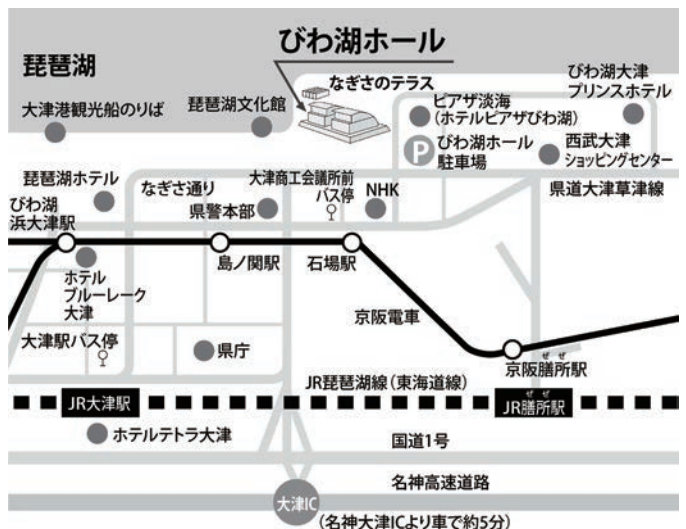 びわ湖ホール
琵琶湖
なぎさのテラス
大津港観光船のりば
琵琶湖文化館
ピアザ淡海
(ホテルピアザびわ湖)
びわ湖大津
プリンスホテル
P
びわ湖ホール
駐車場
西武大津
ショッピングセンター
琵琶湖ホテル
なぎさ通り
大津商工会議所前
バス停
NHK
県道大津草津線
びわ湖
浜大津駅
県警本部
島ノ関駅
石場駅
ホテル
ブルーレーク
大津
京阪電車
大津駅バス停
県庁
ぜ ぜ
京阪膳所駅
JR琵琶湖線(東海道線)
JR大津駅
ぜ ぜ
JR膳所駅
ホテルテトラ大津
国道1号
名神高速道路
大津IC
(名神大津ICより車で約5分)